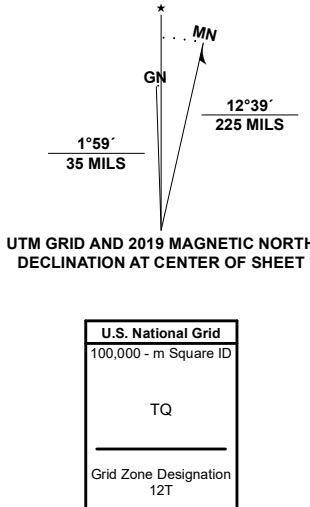 MN
GN
1°59´
35 MILS
12°39´
225 MILS
UTM GRID AND 2019 MAGNETIC NORTH
DECLINATION AT CENTER OF SHEET
U.S. National Grid
100,000 - m Square ID
TQ
Grid Zone Designation
12T